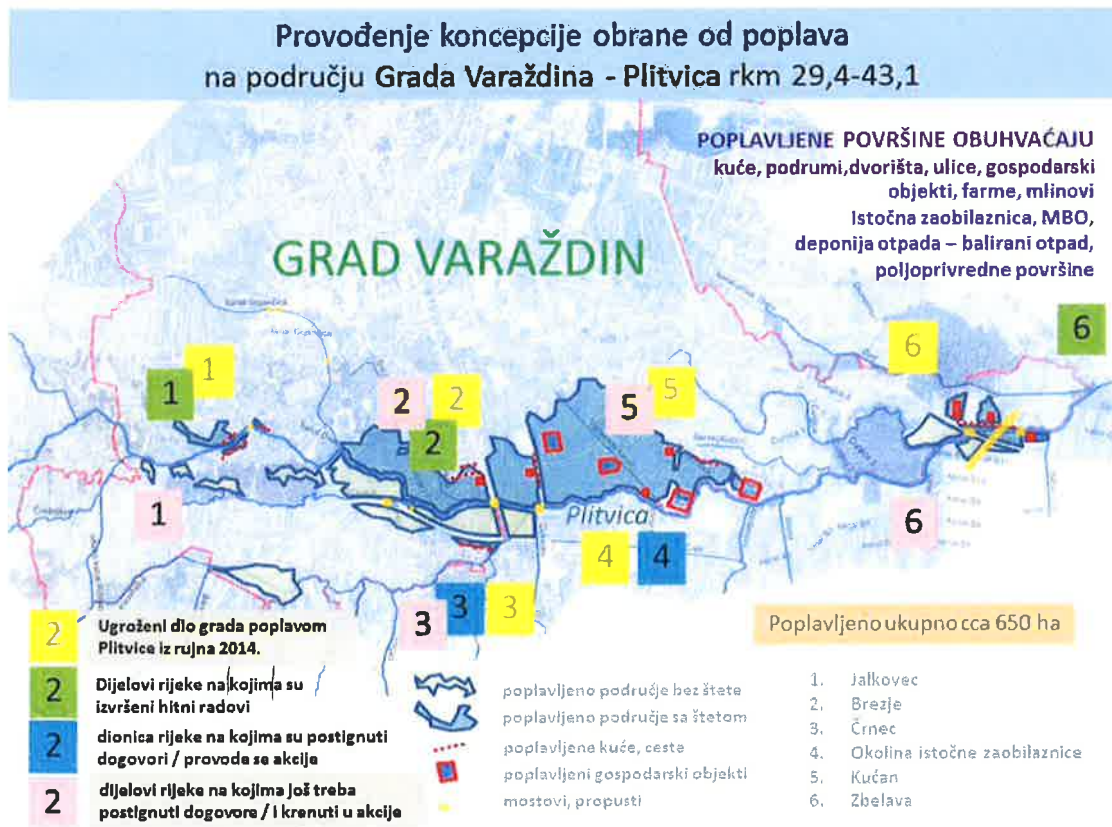 Provođenje koncepcije obrane od poplava
na području Grada Varaždina - Plitvica rkm 29,4-43,1
POPLAVLJENE POVRŠINE OBUHVAĆAJU
kuće, podrumi,dvorišta, ulice, gospodarski
objekti, farme, mlinovi
Istočna zaobilaznica, MBO,
deponija otpada – balirani otpad,
poljoprivredne površine
GRAD VARAŽDIN
1
1
2
2
2
5
5
6
6
1
Plitvica
4
4
6
3
3
3
Poplavljeno ukupno cca 650 ha
2
Ugroženi dio grada poplavom
Plitvice iz rujna 2014.
2
Dijelovi rijeke na kojima su
izvršeni hitni radovi
2
dionica rijeke na kojima su postignuti
dogovori / provode se akcije
2
dijelovi rijeke na kojima još treba
postignuti dogovore / i krenuti u akcije
poplavljeno područje bez štete
poplavljeno područje sa štetom
poplavljene kuće, cesta
poplavljeni gospodarski objekti
mostovi, propusti
1. Jalkovec
2. Brezje
3. Črnec
4. Okolina istočne zaobilaznice
5. Kućan
6. Zbelava